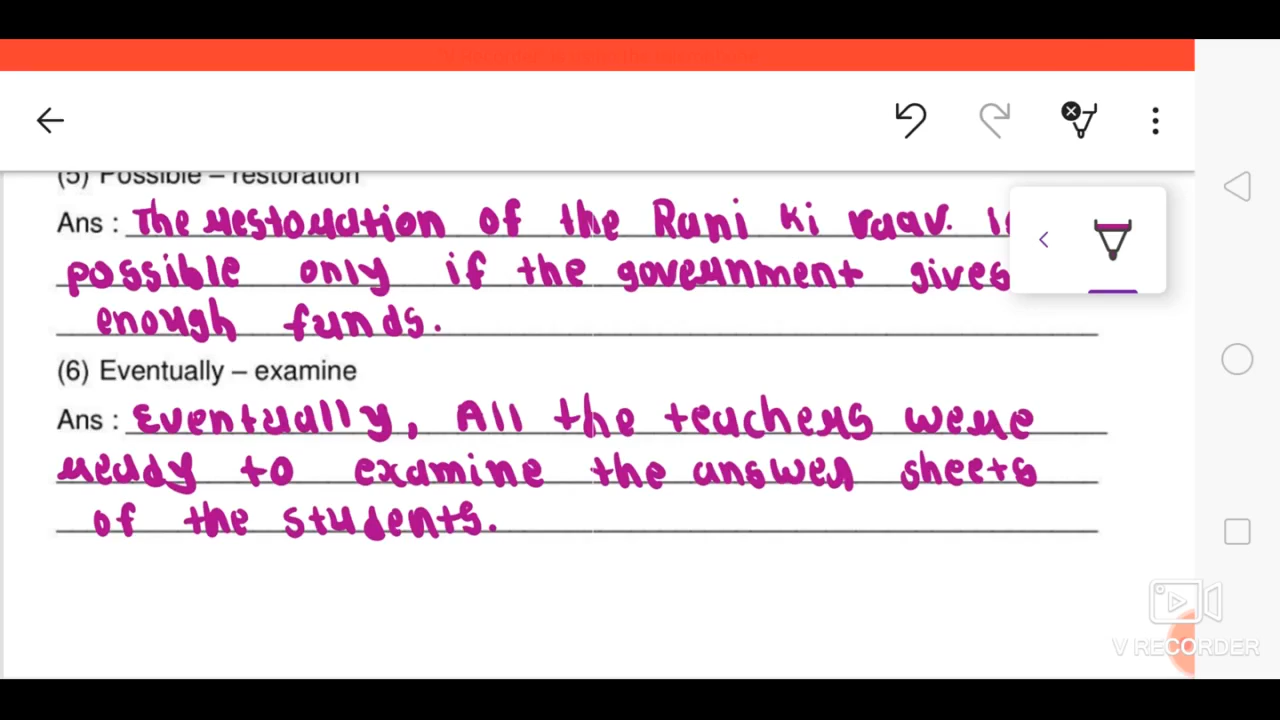 (5) Possible – restoration
Ans : The restoration of the Rani ki vaav. is
possible only if the government gives
enough funds.
(6) Eventually – examine
Ans : Eventually, All the teachers were
ready to examine the answer sheets
of the students.
V RECORDER